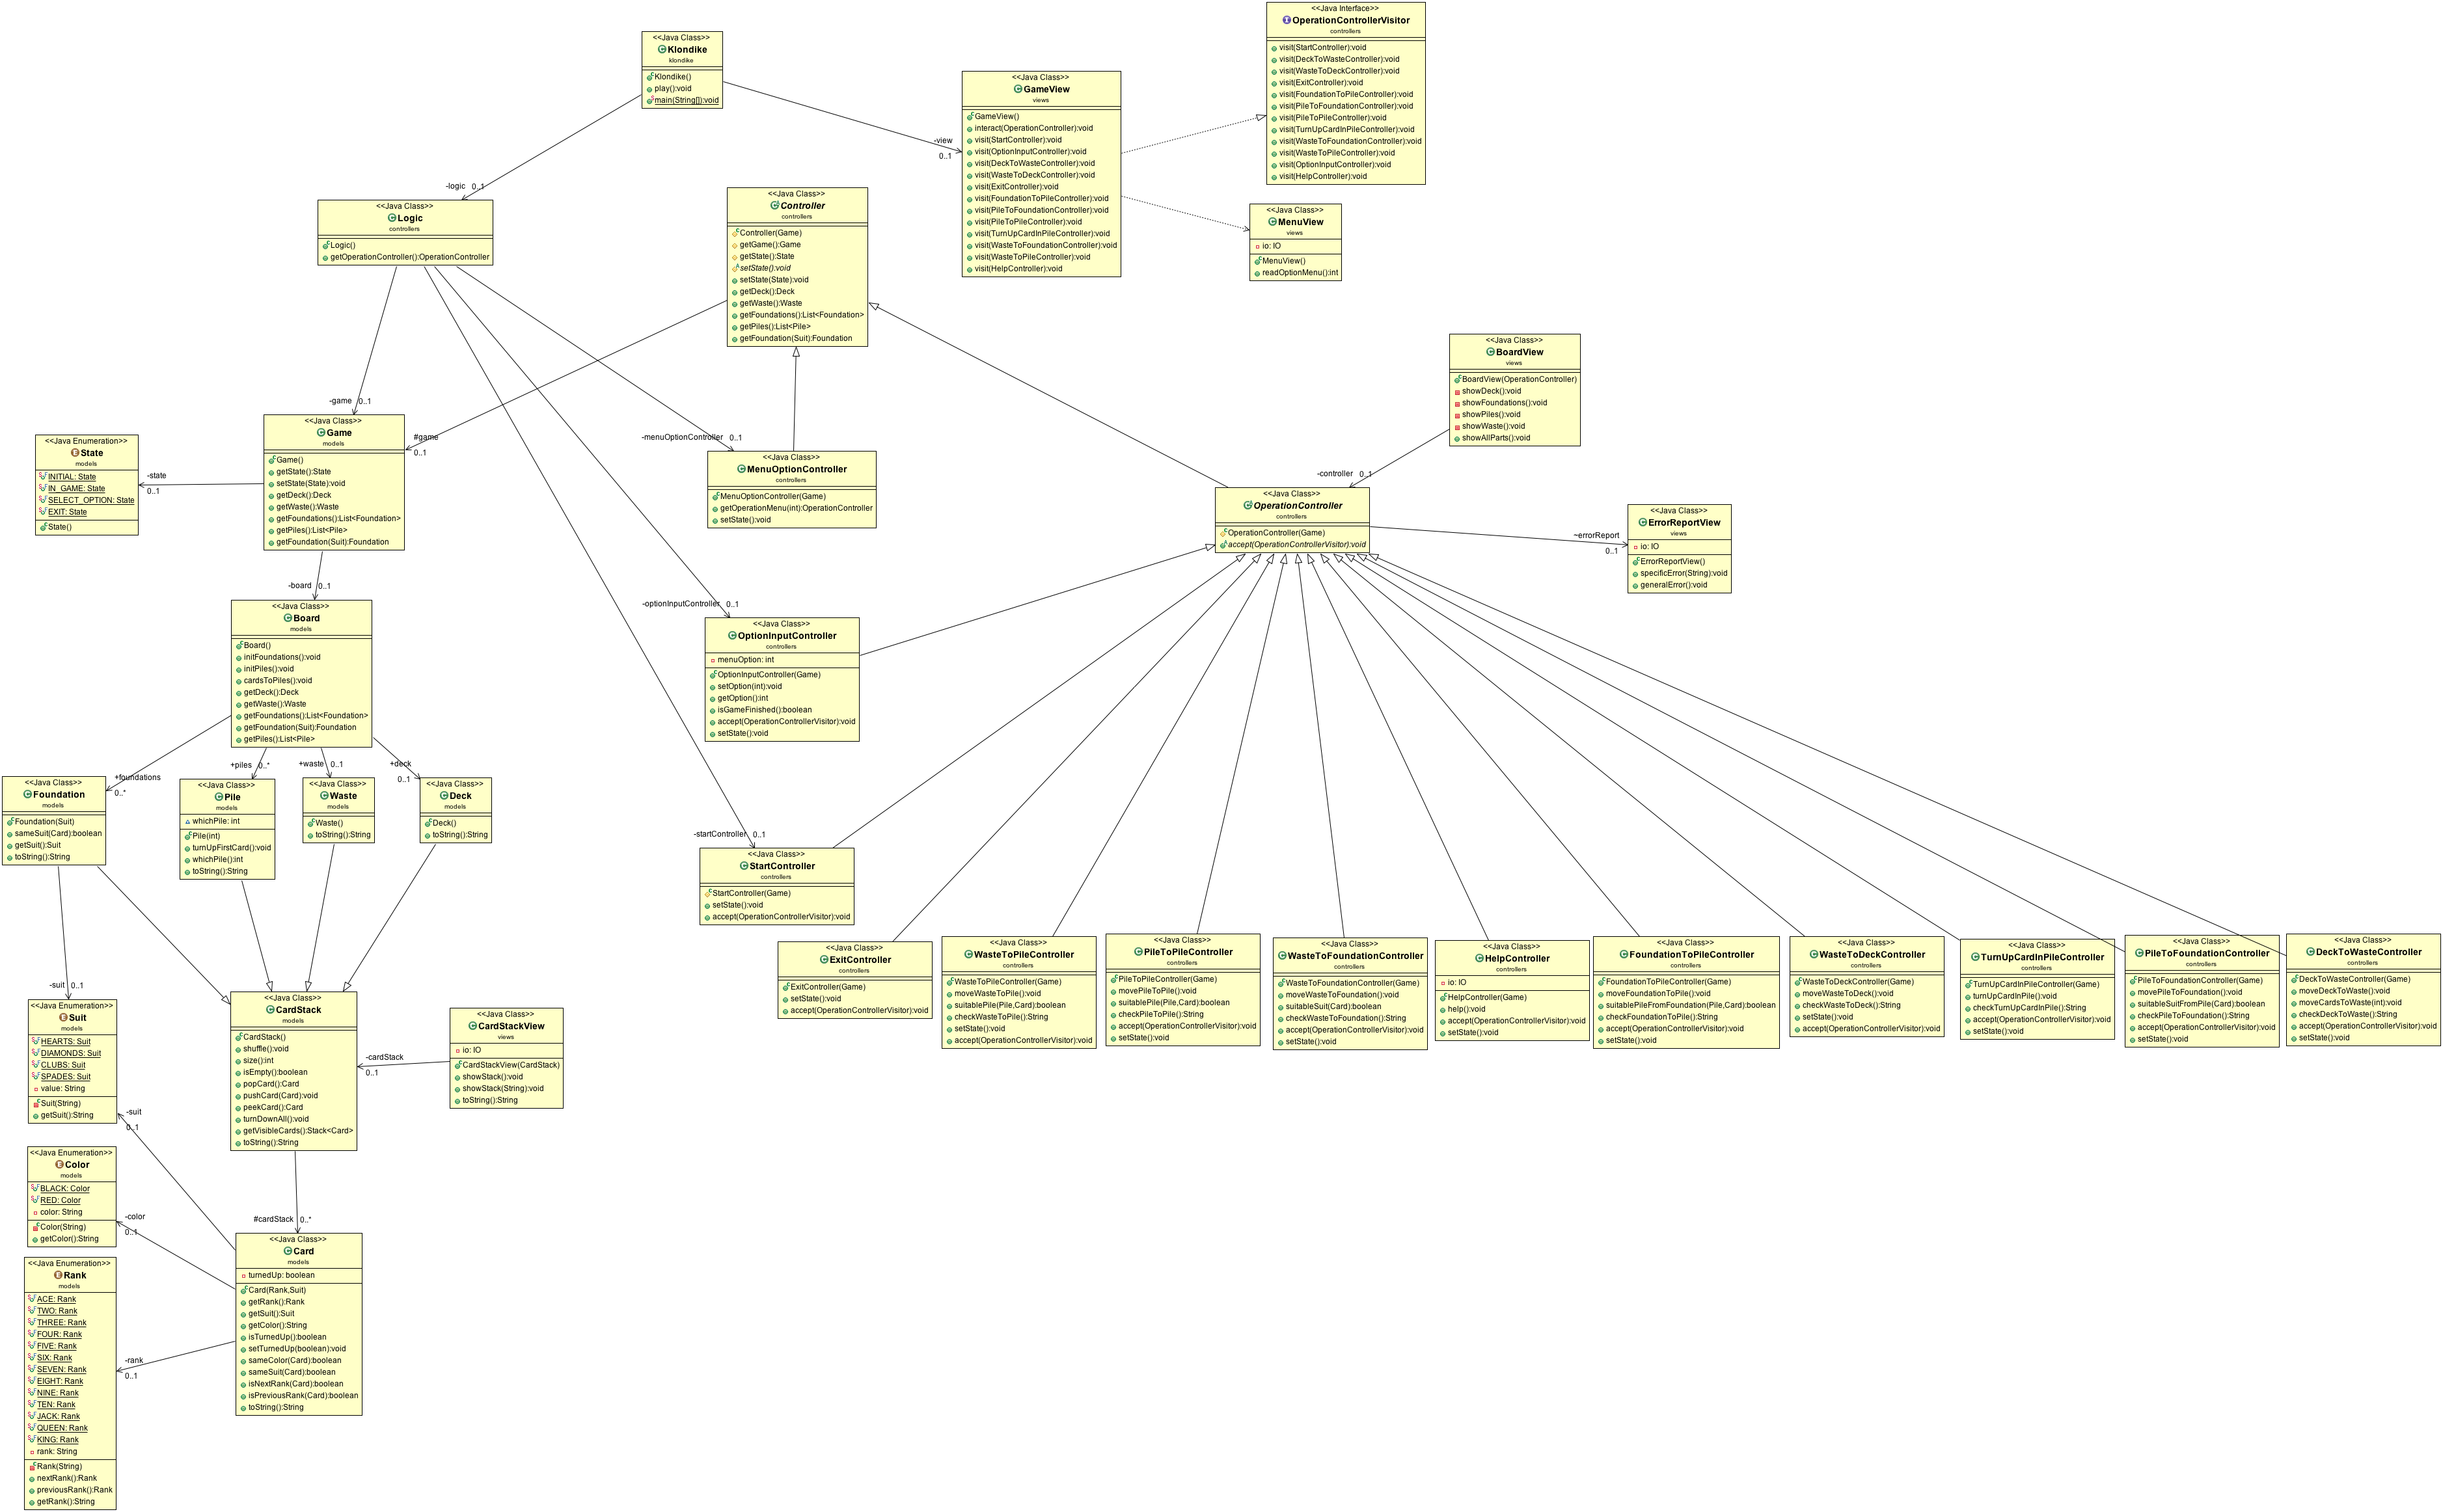 <<Java Class>>
Klondike
klondike
Klondike()
play():void
main(String[]):void
<<Java Interface>>
OperationControllerVisitor
controllers
visit(StartController):void
visit(DeckToWasteController):void
visit(WasteToDeckController):void
visit(ExitController):void
visit(FoundationToPileController):void
visit(PileToFoundationController):void
visit(PileToPileController):void
visit(TurnUpCardInPileController):void
visit(WasteToFoundationController):void
visit(WasteToPileController):void
visit(OptionInputController):void
visit(HelpController):void
<<Java Class>>
GameView
views
GameView()
interact(OperationController):void
visit(StartController):void
visit(OptionInputController):void
visit(DeckToWasteController):void
visit(WasteToDeckController):void
visit(ExitController):void
visit(FoundationToPileController):void
visit(PileToFoundationController):void
visit(PileToPileController):void
visit(TurnUpCardInPileController):void
visit(WasteToFoundationController):void
visit(WasteToPileController):void
visit(HelpController):void
-view
0..1
-logic 0..1
<<Java Class>>
Logic
controllers
Logic()
getOperationController():OperationController
<<Java Class>>
Controller
controllers
Controller(Game)
getGame():Game
getState():State
setState():void
setState(State):void
getDeck():Deck
getWaste():Waste
getFoundations():List<Foundation>
getPiles():List<Pile>
getFoundation(Suit):Foundation
<<Java Class>>
MenuView
views
io: IO
MenuView()
readOptionMenu():int
<<Java Class>>
BoardView
views
BoardView(OperationController)
showDeck():void
showFoundations():void
showPiles():void
showWaste():void
showAllParts():void
-game 0..1
#game
0..1
-menuOptionController 0..1
-controller 0..1
<<Java Class>>
Game
models
Game()
getState():State
setState(State):void
getDeck():Deck
getWaste():Waste
getFoundations():List<Foundation>
getPiles():List<Pile>
getFoundation(Suit):Foundation
<<Java Enumeration>>
State
models
INITIAL: State
IN_GAME: State
SELECT_OPTION: State
EXIT: State
State()
-state
0..1
<<Java Class>>
MenuOptionController
controllers
MenuOptionController(Game)
getOperationMenu(int):OperationController
setState():void
<<Java Class>>
OperationController
controllers
OperationController(Game)
accept(OperationControllerVisitor):void
~errorReport
0..1
<<Java Class>>
ErrorReportView
views
io: IO
ErrorReportView()
specificError(String):void
generalError():void
-board 0..1
<<Java Class>>
Board
models
Board()
initFoundations():void
initPiles():void
cardsToPiles():void
getDeck():Deck
getWaste():Waste
getFoundations():List<Foundation>
getFoundation(Suit):Foundation
getPiles():List<Pile>
-optionInputController 0..1
<<Java Class>>
OptionInputController
controllers
menuOption: int
OptionInputController(Game)
setOption(int):void
getOption():int
isGameFinished():boolean
accept(OperationControllerVisitor):void
setState():void
+foundations
0..*
+piles 0..*
+waste 0..1
+deck
0..1
<<Java Class>>
Foundation
models
Foundation(Suit)
sameSuit(Card):boolean
getSuit():Suit
toString():String
<<Java Class>>
Pile
models
whichPile: int
Pile(int)
turnUpFirstCard():void
whichPile():int
toString():String
<<Java Class>>
Waste
models
Waste()
toString():String
<<Java Class>>
Deck
models
Deck()
toString():String
-startController 0..1
<<Java Class>>
StartController
controllers
StartController(Game)
setState():void
accept(OperationControllerVisitor):void
<<Java Class>>
ExitController
controllers
ExitController(Game)
setState():void
accept(OperationControllerVisitor):void
<<Java Class>>
WasteToPileController
controllers
WasteToPileController(Game)
moveWasteToPile():void
suitablePile(Pile,Card):boolean
checkWasteToPile():String
setState():void
accept(OperationControllerVisitor):void
<<Java Class>>
PileToPileController
controllers
PileToPileController(Game)
movePileToPile():void
suitablePile(Pile,Card):boolean
checkPileToPile():String
accept(OperationControllerVisitor):void
setState():void
<<Java Class>>
WasteToFoundationController
controllers
WasteToFoundationController(Game)
moveWasteToFoundation():void
suitableSuit(Card):boolean
checkWasteToFoundation():String
accept(OperationControllerVisitor):void
setState():void
<<Java Class>>
HelpController
controllers
io: IO
HelpController(Game)
help():void
accept(OperationControllerVisitor):void
setState():void
<<Java Class>>
FoundationToPileController
controllers
FoundationToPileController(Game)
moveFoundationToPile():void
suitablePileFromFoundation(Pile,Card):boolean
checkFoundationToPile():String
accept(OperationControllerVisitor):void
setState():void
<<Java Class>>
WasteToDeckController
controllers
WasteToDeckController(Game)
moveWasteToDeck():void
checkWasteToDeck():String
setState():void
accept(OperationControllerVisitor):void
<<Java Class>>
TurnUpCardInPileController
controllers
TurnUpCardInPileController(Game)
turnUpCardInPile():void
checkTurnUpCardInPile():String
accept(OperationControllerVisitor):void
setState():void
<<Java Class>>
PileToFoundationController
controllers
PileToFoundationController(Game)
movePileToFoundation():void
suitableSuitFromPile(Card):boolean
checkPileToFoundation():String
accept(OperationControllerVisitor):void
setState():void
<<Java Class>>
DeckToWasteController
controllers
DeckToWasteController(Game)
moveDeckToWaste():void
moveCardsToWaste(int):void
checkDeckToWaste():String
accept(OperationControllerVisitor):void
setState():void
-suit 0..1
<<Java Enumeration>>
Suit
models
HEARTS: Suit
DIAMONDS: Suit
CLUBS: Suit
SPADES: Suit
value: String
Suit(String)
getSuit():String
<<Java Class>>
CardStack
models
CardStack()
shuffle():void
size():int
isEmpty():boolean
popCard():Card
pushCard(Card):void
peekCard():Card
turnDownAll():void
getVisibleCards():Stack<Card>
toString():String
-cardStack
0..1
<<Java Class>>
CardStackView
views
io: IO
CardStackView(CardStack)
showStack():void
showStack(String):void
toString():String
-suit
0..1
<<Java Enumeration>>
Color
models
BLACK: Color
RED: Color
color: String
Color(String)
getColor():String
-color
0..1
#cardStack 0..*
<<Java Class>>
Card
models
turnedUp: boolean
Card(Rank,Suit)
getRank():Rank
getSuit():Suit
getColor():String
isTurnedUp():boolean
setTurnedUp(boolean):void
sameColor(Card):boolean
sameSuit(Card):boolean
isNextRank(Card):boolean
isPreviousRank(Card):boolean
toString():String
-rank
0..1
<<Java Enumeration>>
Rank
models
ACE: Rank
TWO: Rank
THREE: Rank
FOUR: Rank
FIVE: Rank
SIX: Rank
SEVEN: Rank
EIGHT: Rank
NINE: Rank
TEN: Rank
JACK: Rank
QUEEN: Rank
KING: Rank
rank: String
Rank(String)
nextRank():Rank
previousRank():Rank
getRank():String